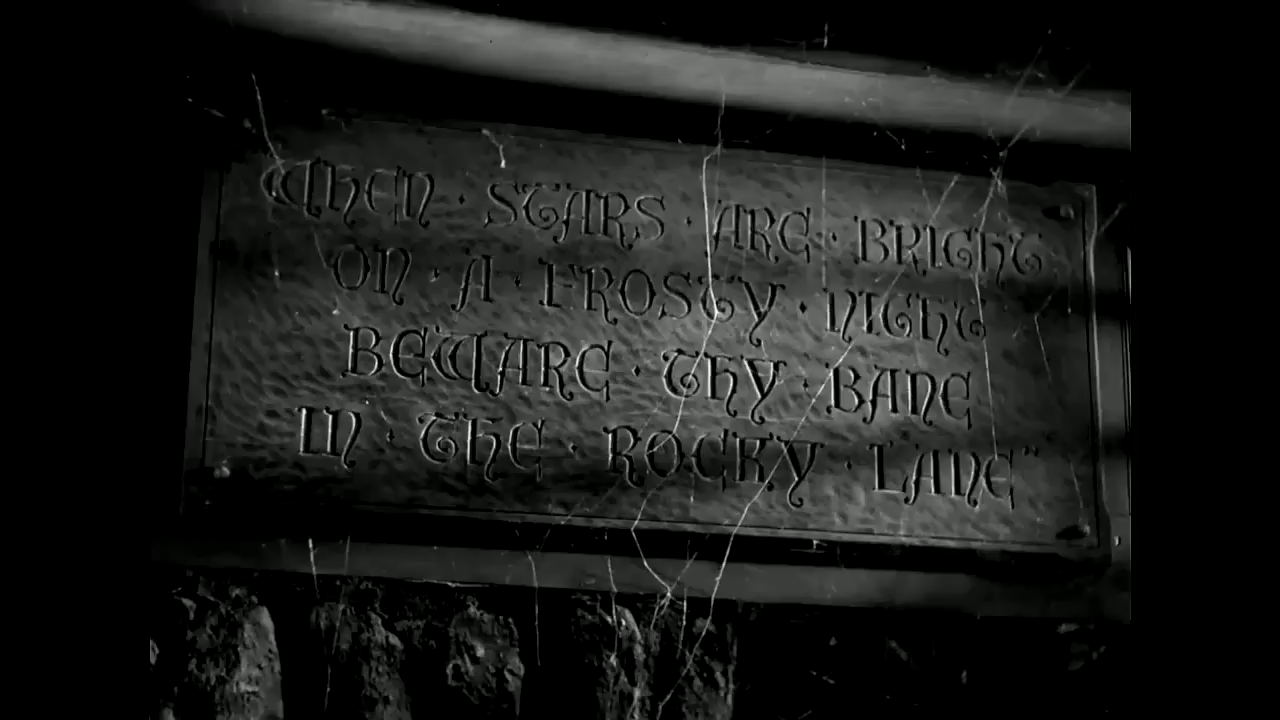 WHEN · STARS · ARE · BRIGHT
ON · A · FROSTY · NIGHT
BEWARE · THY · BANE
IN · THE · ROCKY · LANE"